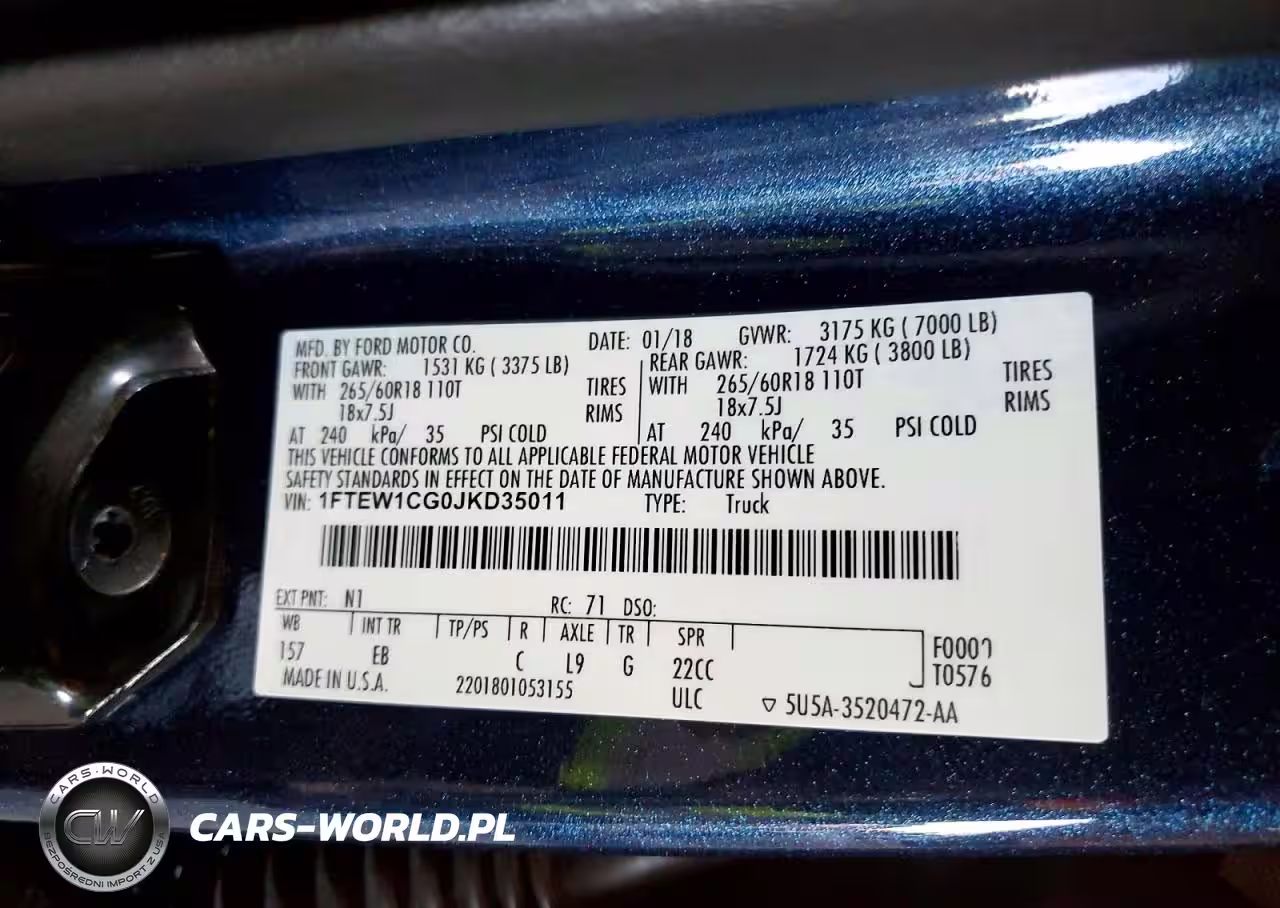 MFD. BY FORD MOTOR CO. DATE: 01/18 GVWR: 3175 KG ( 7000 LB)
FRONT GAWR: 1531 KG ( 3375 LB) REAR GAWR: 1724 KG ( 3800 LB)
WITH 265/60R18 110T TIRES WITH 265/60R18 110T TIRES
18x7.5J RIMS 18x7.5J RIMS
AT 240 kPa/ 35 PSI COLD AT 240 kPa/ 35 PSI COLD
THIS VEHICLE CONFORMS TO ALL APPLICABLE FEDERAL MOTOR VEHICLE
SAFETY STANDARDS IN EFFECT ON THE DATE OF MANUFACTURE SHOWN ABOVE.
VIN: 1FTEW1CG0JKD35011 TYPE: Truck
EXT PNT: N1 RC: 71 DSO:
WB INT TR TP/PS R AXLE TR SPR
157 EB C L9 G 22CC
F0001
T0576
MADE IN U.S.A. 2201801053155 ULC ▽ 5U5A-3520472-AA
CARS-WORLD
CW
BEZPOŚREDNI IMPORT Z USA
CARS-WORLD.PL